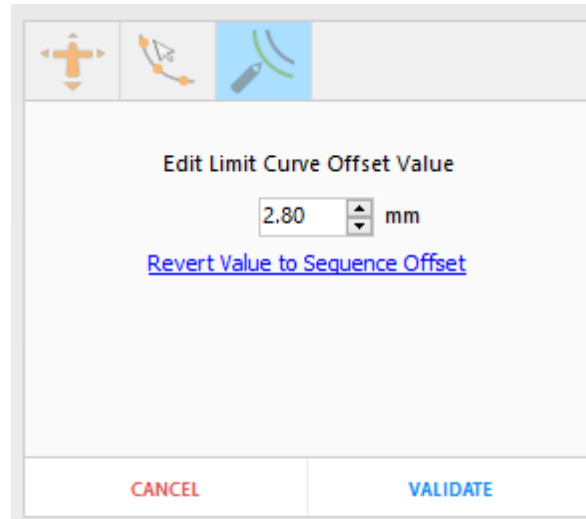 Edit Limit Curve Offset Value
2.80 mm
Revert Value to Sequence Offset
CANCEL VALIDATE